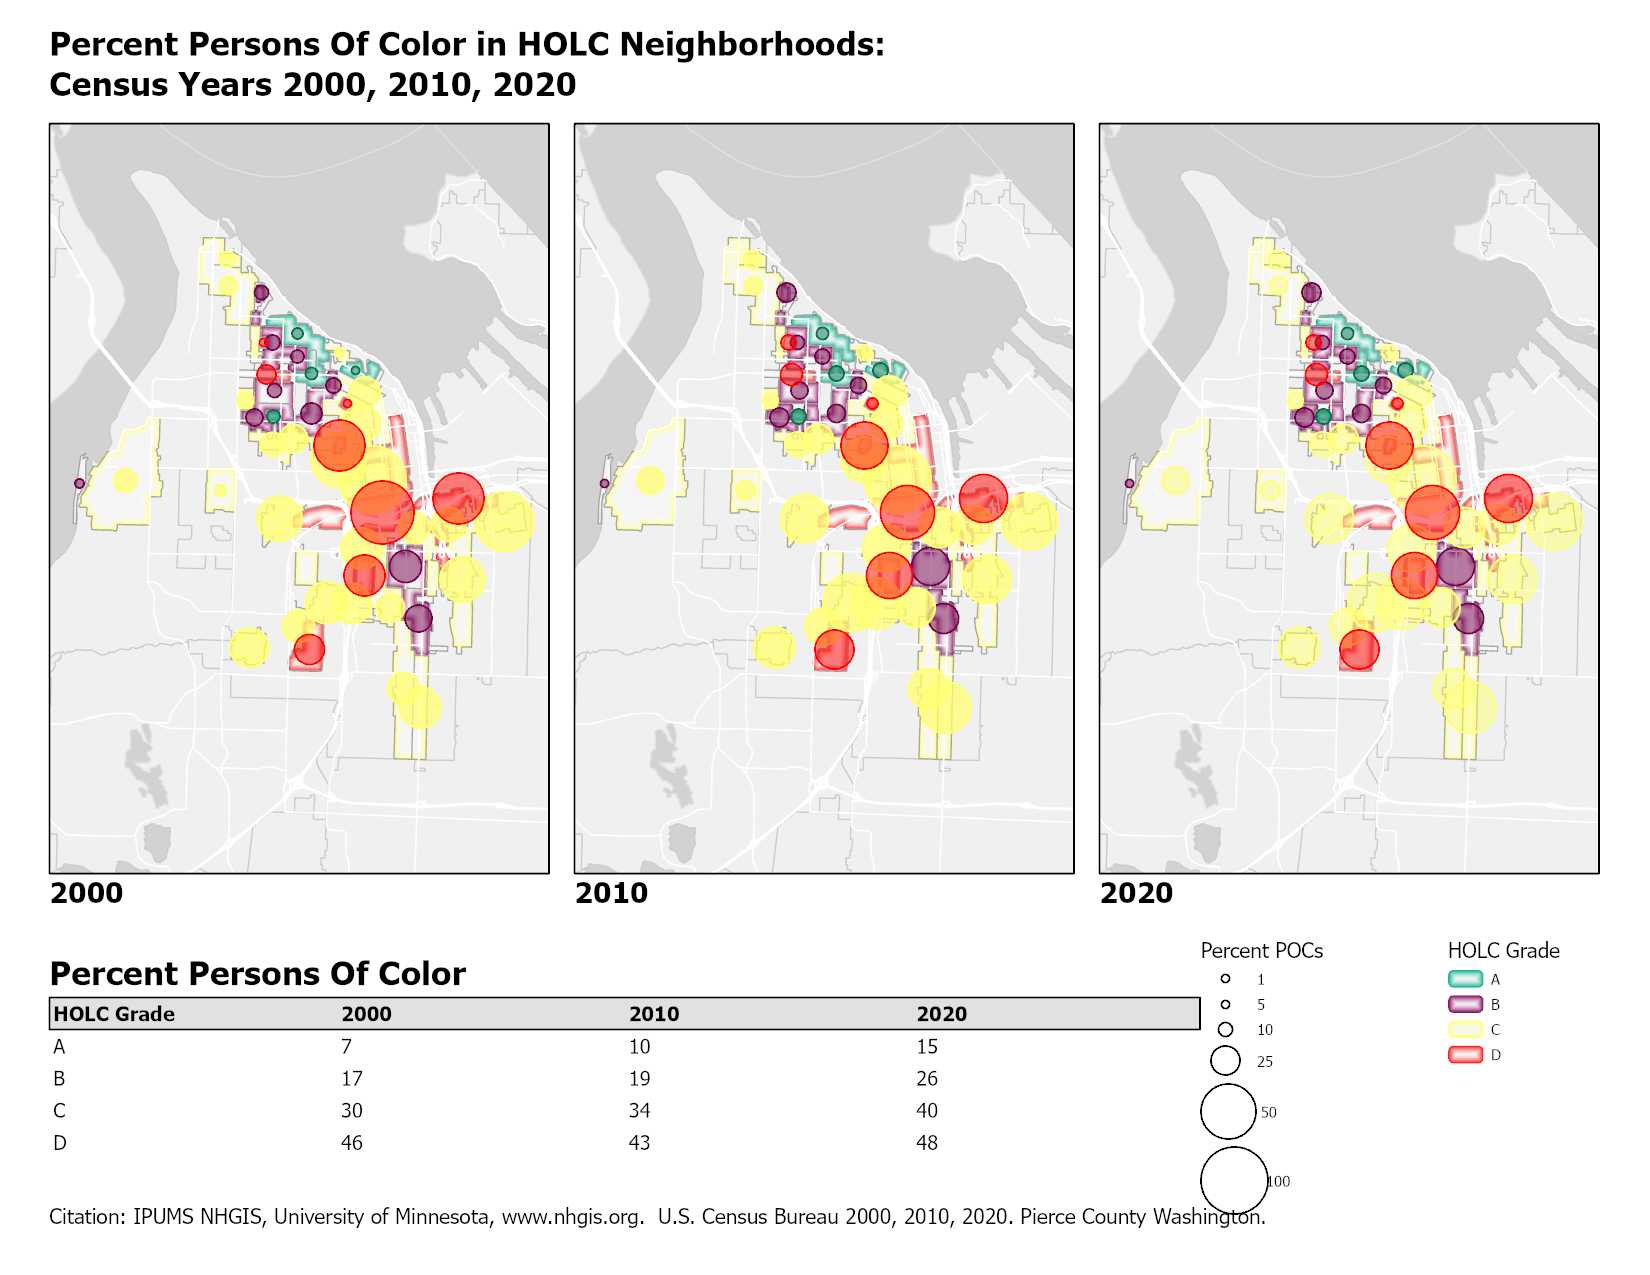 Percent Persons Of Color in HOLC Neighborhoods:
Census Years 2000, 2010, 2020
2000
2010
2020
Percent Persons Of Color
HOLC Grade 2000 2010 2020
A 7 10 15
B 17 19 26
C 30 34 40
D 46 43 48
Percent POCs
1
5
10
25
50
100
HOLC Grade
A
B
C
D
Citation: IPUMS NHGIS, University of Minnesota, www.nhgis.org.  U.S. Census Bureau 2000, 2010, 2020. Pierce County Washington.